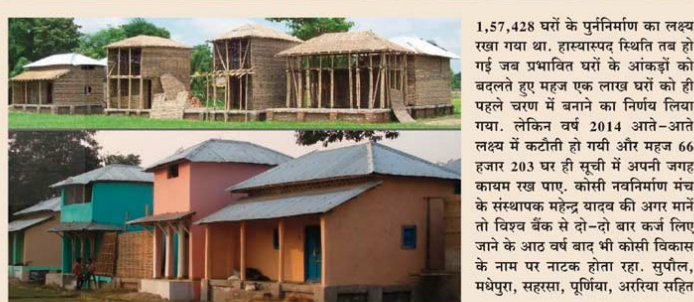 1,57,428 घरों के पुर्ननिर्माण का लक्ष्य
रखा गया था. हास्यास्पद स्थिति तब हो
गई जब प्रभावित घरों के आंकड़ों को
बदलते हुए महज एक लाख घरों को ही
पहले चरण में बनाने का निर्णय लिया
गया. लेकिन वर्ष 2014 आते-आते
लक्ष्य में कटौती हो गयी और महज 66
हजार 203 घर ही सूची में अपनी जगह
कायम रख पाए. कोसी नवनिर्माण मंच
के संस्थापक महेन्द्र यादव की अगर मानें
तो विश्व बैंक से दो-दो बार कर्ज लिए
जाने के आठ वर्ष बाद भी कोसी विकास
के नाम पर नाटक होता रहा. सुपौल,
मधेपुरा, सहरसा, पूर्णिया, अररिया सहित